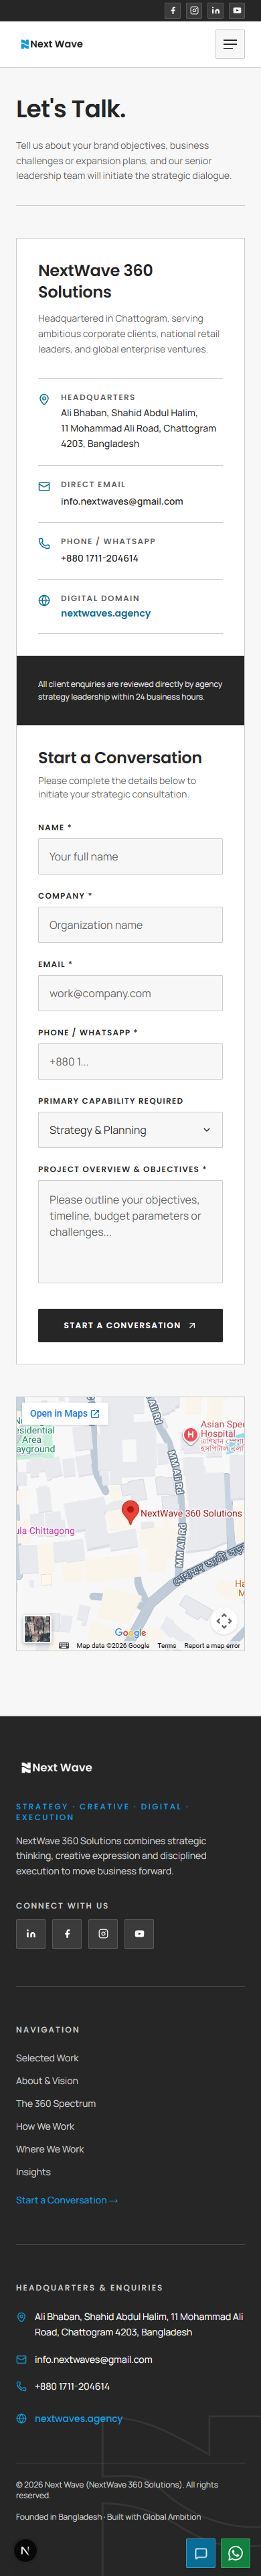 Next Wave
Let's Talk.
Tell us about your brand objectives, business
challenges or expansion plans, and our senior
leadership team will initiate the strategic dialogue.
NextWave 360
Solutions
Headquartered in Chattogram, serving
ambitious corporate clients, national retail
leaders, and global enterprise ventures.
HEADQUARTERS
Ali Bhaban, Shahid Abdul Halim,
11 Mohammad Ali Road, Chattogram
4203, Bangladesh
DIRECT EMAIL
info.nextwaves@gmail.com
PHONE / WHATSAPP
+880 1711-204614
DIGITAL DOMAIN
nextwaves.agency
All client enquiries are reviewed directly by agency
strategy leadership within 24 business hours.
Start a Conversation
Please complete the details below to
initiate your strategic consultation.
NAME *
Your full name
COMPANY *
Organization name
EMAIL *
work@company.com
PHONE / WHATSAPP *
+880 1...
PRIMARY CAPABILITY REQUIRED
Strategy & Planning
PROJECT OVERVIEW & OBJECTIVES *
Please outline your objectives,
timeline, budget parameters or
challenges...
START A CONVERSATION
Open in Maps
esidential
Area
ayground
H
Hospital
MM Ali Rd
NextWave 360 Solutions
ula Chittagong
MM Ali Rd
Google
Map data ©2026 Google Terms Report a map error
Next Wave
STRATEGY · CREATIVE · DIGITAL ·
EXECUTION
NextWave 360 Solutions combines strategic
thinking, creative expression and disciplined
execution to move business forward.
CONNECT WITH US
NAVIGATION
Selected Work
About & Vision
The 360 Spectrum
How We Work
Where We Work
Insights
Start a Conversation →
HEADQUARTERS & ENQUIRIES
Ali Bhaban, Shahid Abdul Halim, 11 Mohammad Ali
Road, Chattogram 4203, Bangladesh
info.nextwaves@gmail.com
+880 1711-204614
nextwaves.agency
© 2026 Next Wave (NextWave 360 Solutions). All rights
reserved.
Founded in Bangladesh · Built with Global Ambition
N